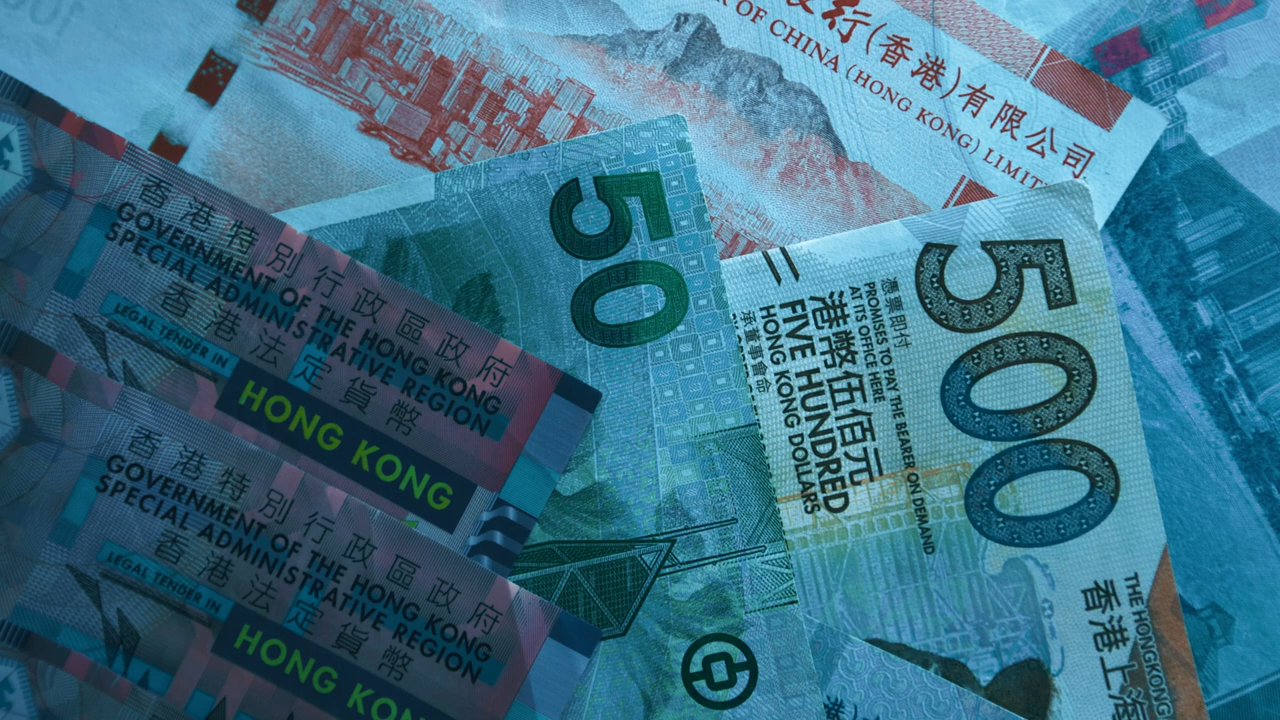 行(香港)有限公司
OF CHINA (HONG KONG) LIMIT
香港特別行政區政府
GOVERNMENT OF THE HONG KONG
SPECIAL ADMINISTRATIVE REGION
香港法定貨幣
LEGAL TENDER IN
HONG KONG
香港特別行政區政府
GOVERNMENT OF THE HONG KONG
SPECIAL ADMINISTRATIVE REGION
香港法定貨幣
LEGAL TENDER IN
HONG KON
50
500
憑票即付
PROMISES TO PAY THE BEARER ON DEMAND
AT ITS OFFICE HERE
港幣伍佰元
FIVE HUNDRED
HONG KONG DOLLARS
承董事會命
THE HONGKONG
香港上海